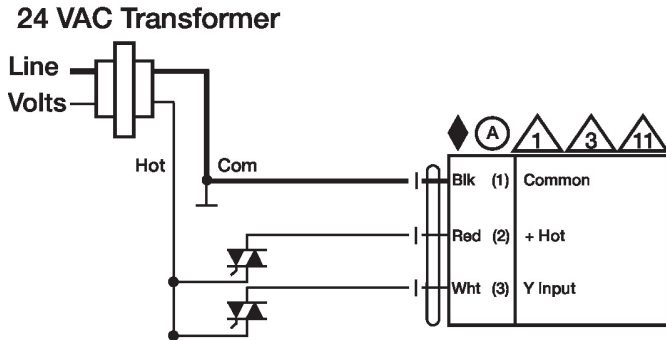 24 VAC Transformer
Line
Volts
Hot
Com
A
1
3
11
Blk (1) Common
Red (2) + Hot
Wht (3) Y Input